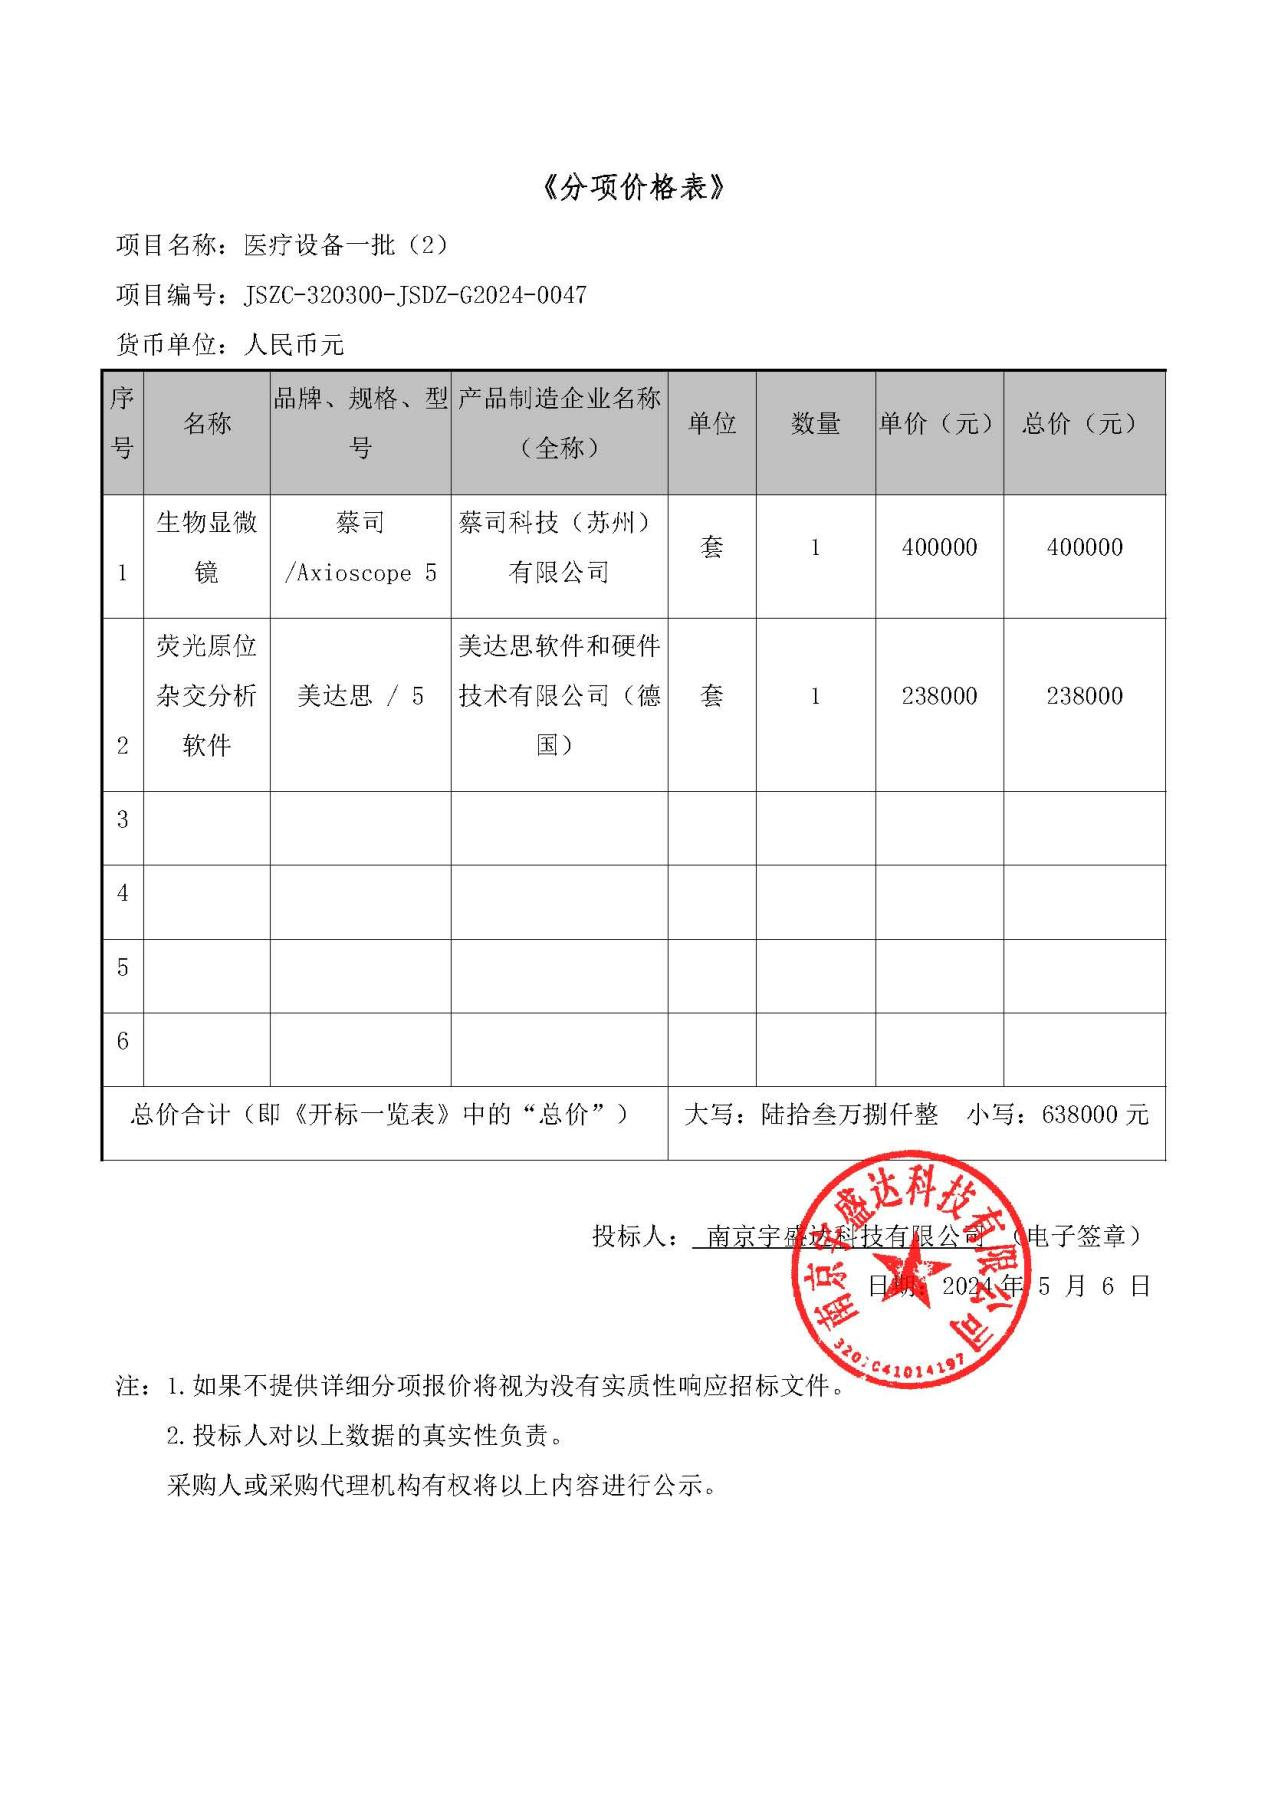 《分项价格表》
项目名称：医疗设备一批（2）
项目编号：JSZC-320300-JSDZ-G2024-0047
货币单位：人民币元
序号 名称 品牌、规格、型号 产品制造企业名称（全称） 单位 数量 单价（元） 总价（元）
1 生物显微镜 蔡司/Axioscope 5 蔡司科技（苏州）有限公司 套 1 400000 400000
2 荧光原位杂交分析软件 美达思 / 5 美达思软件和硬件技术有限公司（德国） 套 1 238000 238000
3
4
5
6
总价合计（即《开标一览表》中的“总价”） 大写：陆拾叁万捌仟整 小写：638000 元
投标人： 南京宇盛达科技有限公司 （电子签章）
日期：2024 年 5 月 6 日
南京宇盛达科技有限公司
注：1.如果不提供详细分项报价将视为没有实质性响应招标文件。
2.投标人对以上数据的真实性负责。
采购人或采购代理机构有权将以上内容进行公示。